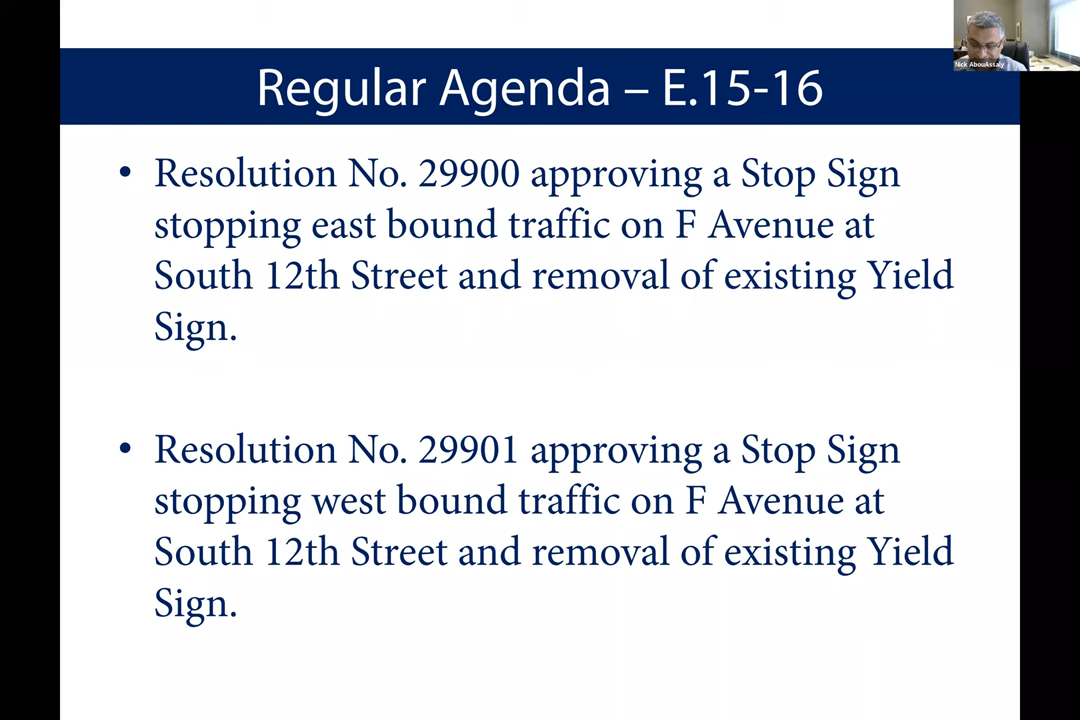 Nick AbouAssaly
Regular Agenda – E.15-16
• Resolution No. 29900 approving a Stop Sign
stopping east bound traffic on F Avenue at
South 12th Street and removal of existing Yield
Sign.
• Resolution No. 29901 approving a Stop Sign
stopping west bound traffic on F Avenue at
South 12th Street and removal of existing Yield
Sign.